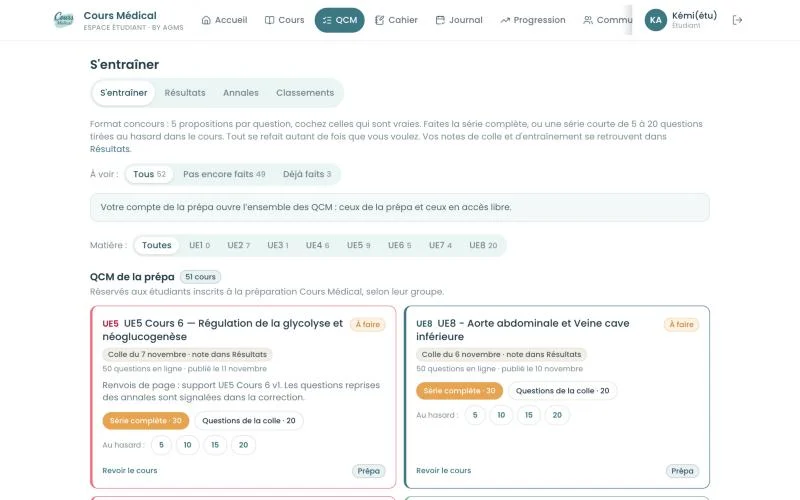 Cours Médical
ESPACE ÉTUDIANT · BY AGMS
Accueil
Cours
QCM
Cahier
Journal
Progression
Commu
KA
Kémi(étu)
Étudiant
S'entraîner
S'entraîner Résultats Annales Classements
Format concours : 5 propositions par question, cochez celles qui sont vraies. Faites la série complète, ou une série courte de 5 à 20 questions
tirées au hasard dans le cours. Tout se refait autant de fois que vous voulez. Vos notes de colle et d'entraînement se retrouvent dans
Résultats.
À voir : Tous 52 Pas encore faits 49 Déjà faits 3
Votre compte de la prépa ouvre l'ensemble des QCM : ceux de la prépa et ceux en accès libre.
Matière : Toutes UE1 0 UE2 7 UE3 1 UE4 6 UE5 9 UE6 5 UE7 4 UE8 20
QCM de la prépa 51 cours
Réservés aux étudiants inscrits à la préparation Cours Médical, selon leur groupe.
UE5 UE5 Cours 6 — Régulation de la glycolyse et
néoglucogenèse
À faire
Colle du 7 novembre · note dans Résultats
50 questions en ligne · publié le 11 novembre
Renvois de page : support UE5 Cours 6 v1. Les questions reprises
des annales sont signalées dans la correction.
Série complète · 30 Questions de la colle · 20
Au hasard : 5 10 15 20
Revoir le cours
Prépa
UE8 UE8 - Aorte abdominale et Veine cave
inférieure
À faire
Colle du 6 novembre · note dans Résultats
50 questions en ligne · publié le 10 novembre
Série complète · 30 Questions de la colle · 20
Au hasard : 5 10 15 20
Revoir le cours
Prépa